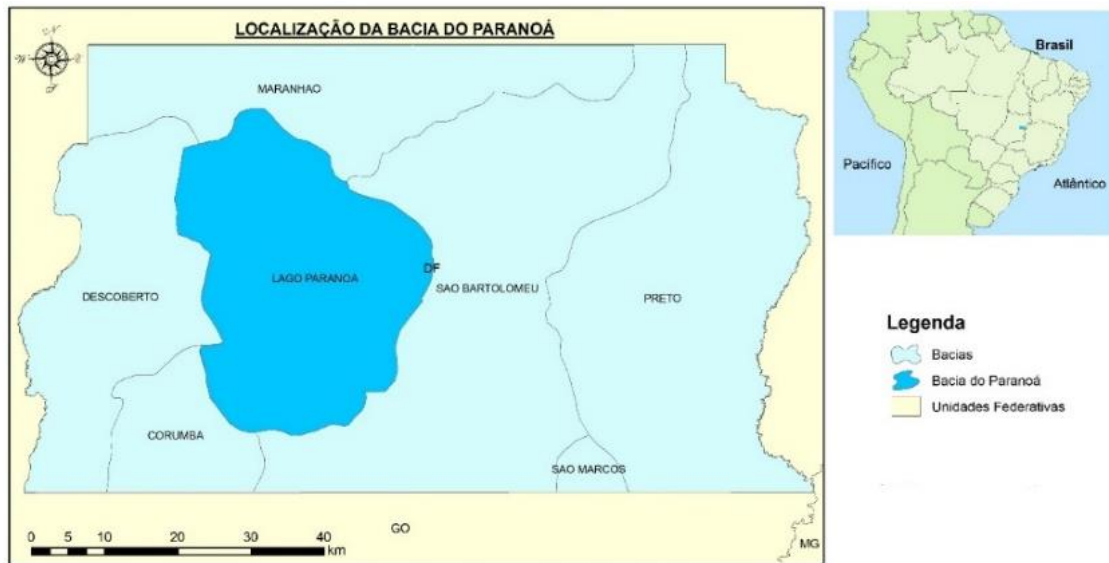 LOCALIZAÇÃO DA BACIA DO PARANOÁ
MARANHAO
DESCOBERTO
LAGO PARANOA
DF
SAO BARTOLOMEU
PRETO
CORUMBA
SAO MARCOS
GO
MG
0 5 10 20 30 40
km
Brasil
Pacífico
Atlântico
Legenda
Bacias
Bacia do Paranoá
Unidades Federativas